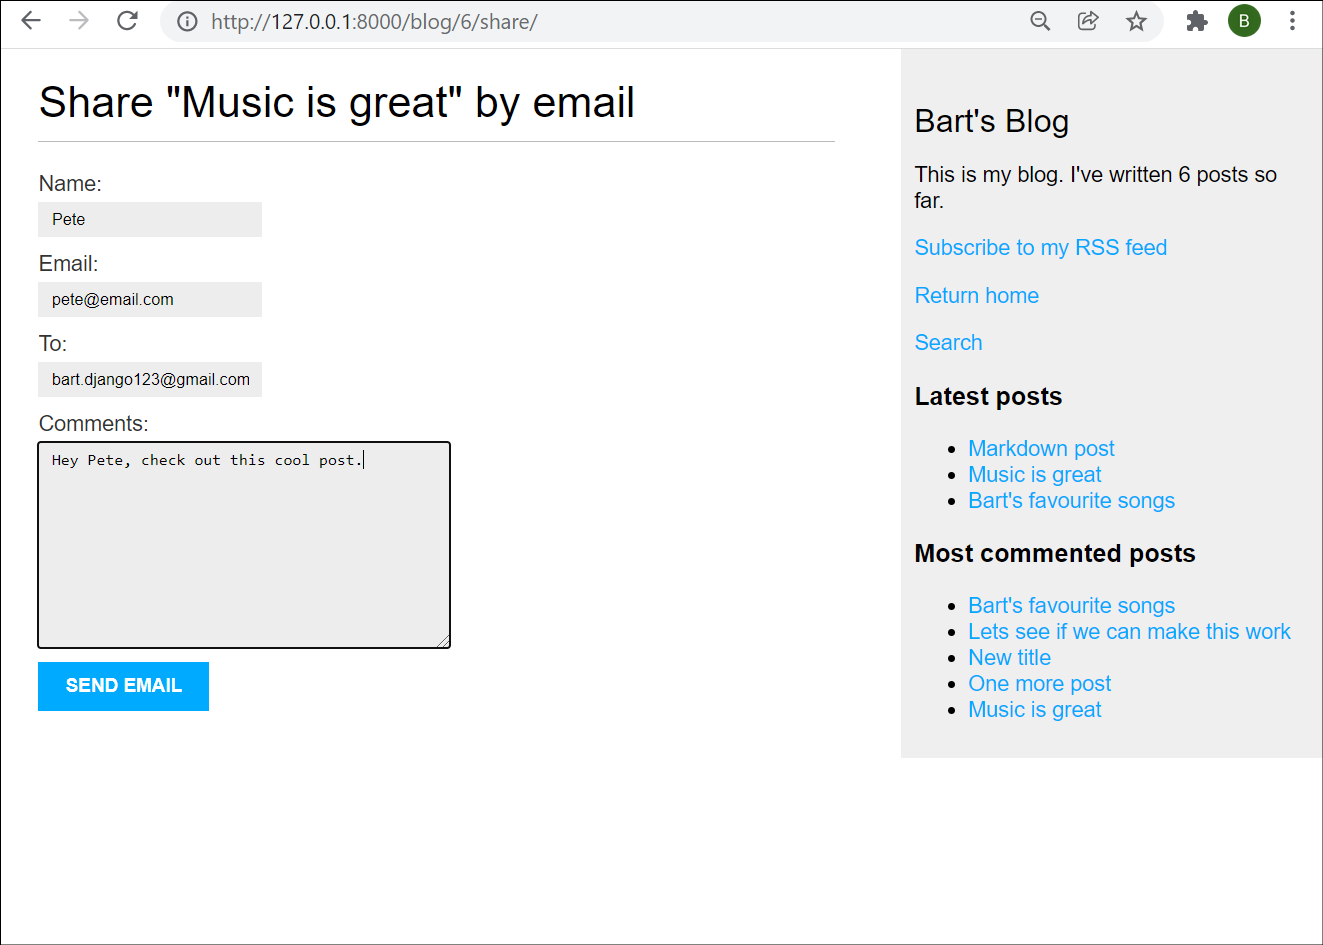 http://127.0.0.1:8000/blog/6/share/
B
Share "Music is great" by email
Name:
Pete
Email:
pete@email.com
To:
bart.django123@gmail.com
Comments:
Hey Pete, check out this cool post.
SEND EMAIL
Bart's Blog
This is my blog. I've written 6 posts so
far.
Subscribe to my RSS feed
Return home
Search
Latest posts
Markdown post
Music is great
Bart's favourite songs
Most commented posts
Bart's favourite songs
Lets see if we can make this work
New title
One more post
Music is great